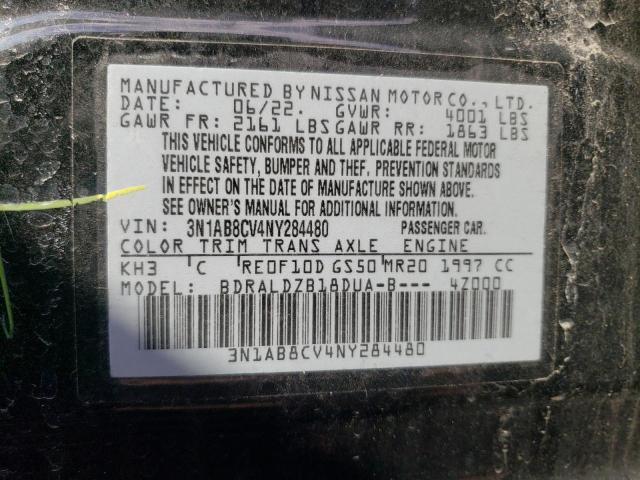 MANUFACTURED BY NISSAN MOTOR CO., LTD.
DATE: 06/22. GVWR: 4001 LBS
GAWR FR: 2161 LBS GAWR RR: 1863 LBS
THIS VEHICLE CONFORMS TO ALL APPLICABLE FEDERAL MOTOR
VEHICLE SAFETY, BUMPER AND THEF, PREVENTION STANDARDS
IN EFFECT ON THE DATE OF MANUFACTURE SHOWN ABOVE.
SEE OWNER'S MANUAL FOR ADDITIONAL INFORMATION.
VIN: 3N1AB8CV4NY284480 PASSENGER CAR.
COLOR TRIM TRANS AXLE ENGINE
KH3 C RE0F10D GS50 MR20 1997 CC
MODEL: BDRALDZB18DUA-B--- 4Z000
3N1AB8CV4NY284480